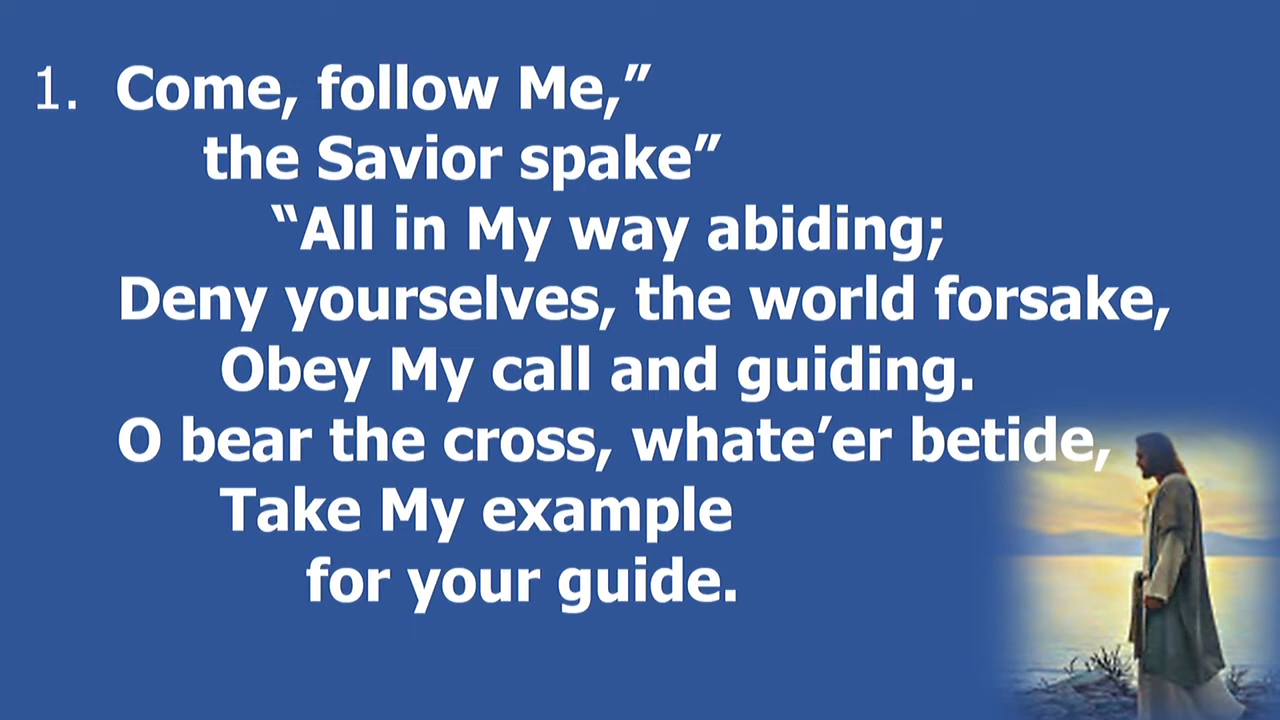 1. Come, follow Me,”
the Savior spake”
“All in My way abiding;
Deny yourselves, the world forsake,
Obey My call and guiding.
O bear the cross, whate’er betide,
Take My example
for your guide.